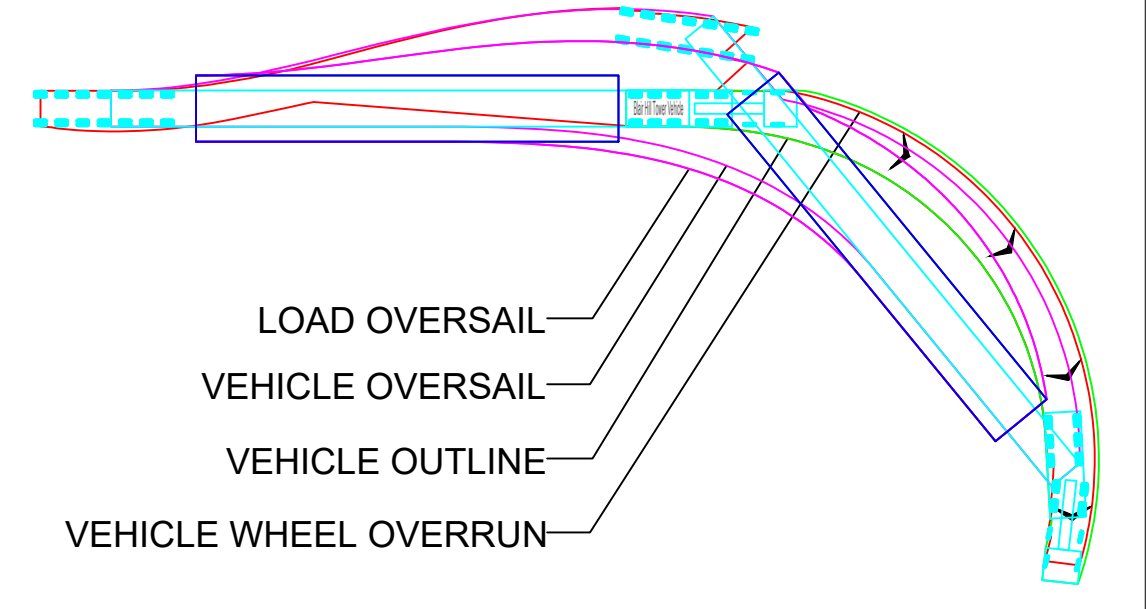 Blair Hill Tower Vehicle
LOAD OVERSAIL
VEHICLE OVERSAIL
VEHICLE OUTLINE
VEHICLE WHEEL OVERRUN